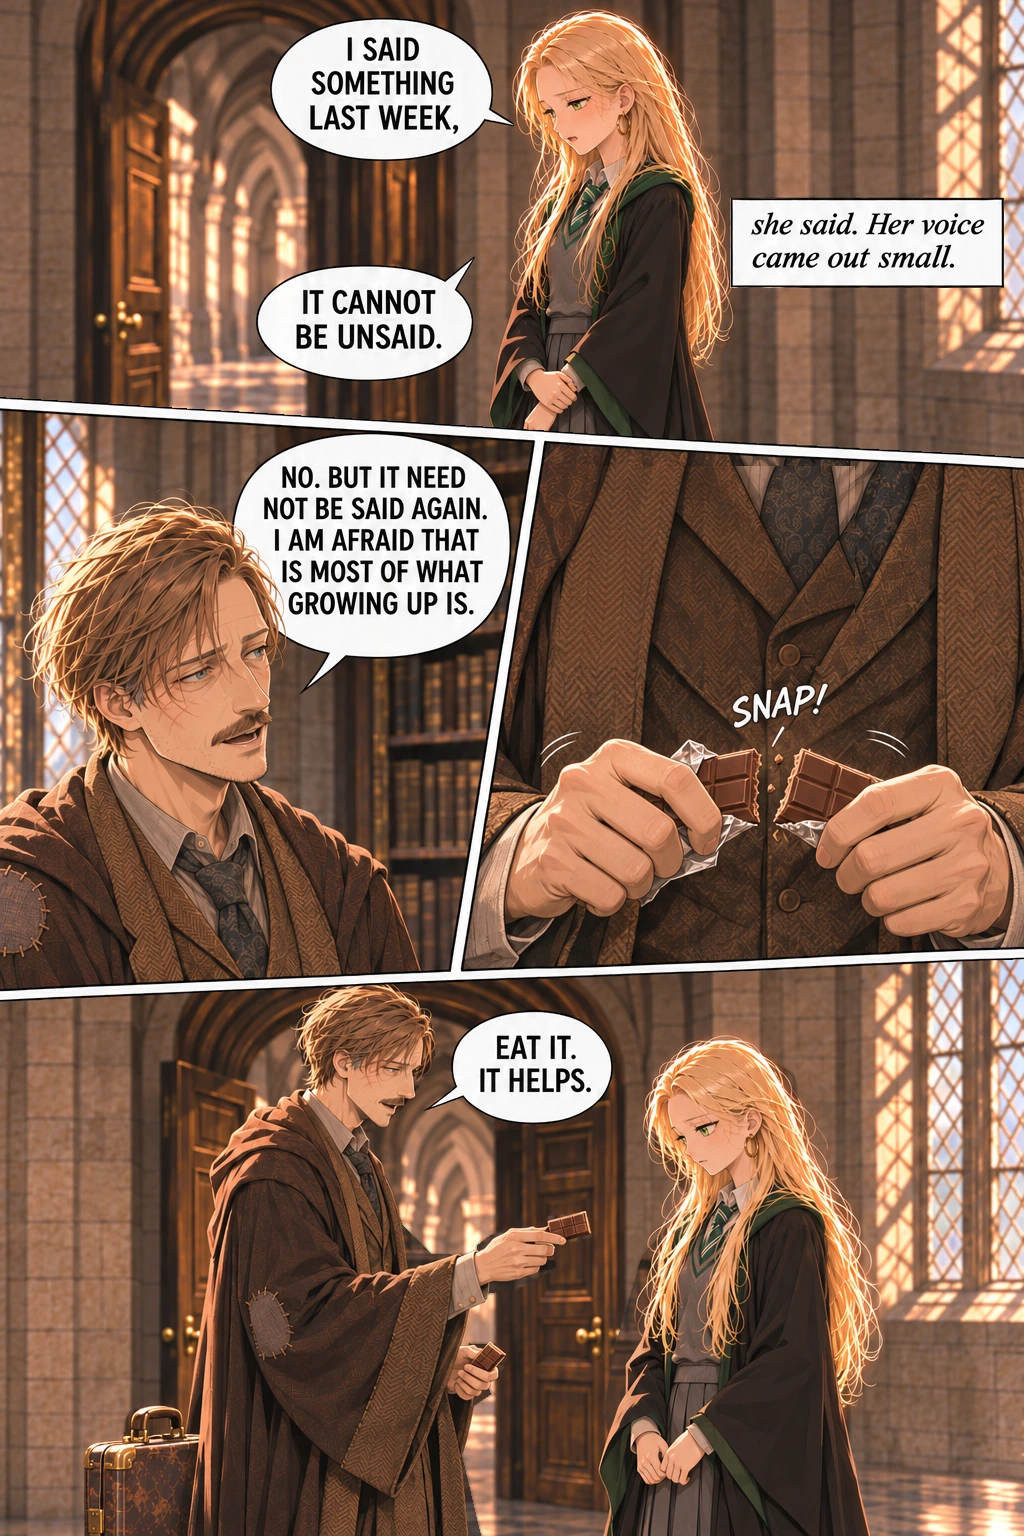 I SAID
SOMETHING
LAST WEEK,
she said. Her voice
came out small.
IT CANNOT
BE UNSAID.
NO. BUT IT NEED
NOT BE SAID AGAIN.
I AM AFRAID THAT
IS MOST OF WHAT
GROWING UP IS.
SNAP!
EAT IT.
IT HELPS.